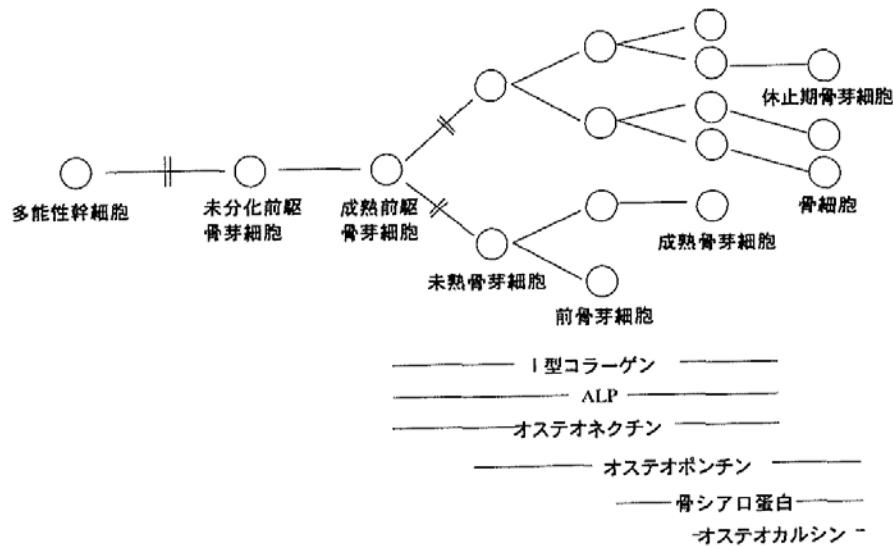 休止期骨芽細胞
多能性幹細胞
未分化前駆
骨芽細胞
成熟前駆
骨芽細胞
骨細胞
成熟骨芽細胞
未熟骨芽細胞
前骨芽細胞
I型コラーゲン
ALP
オステオネクチン
オステオポンチン
骨シアロ蛋白
オステオカルシン